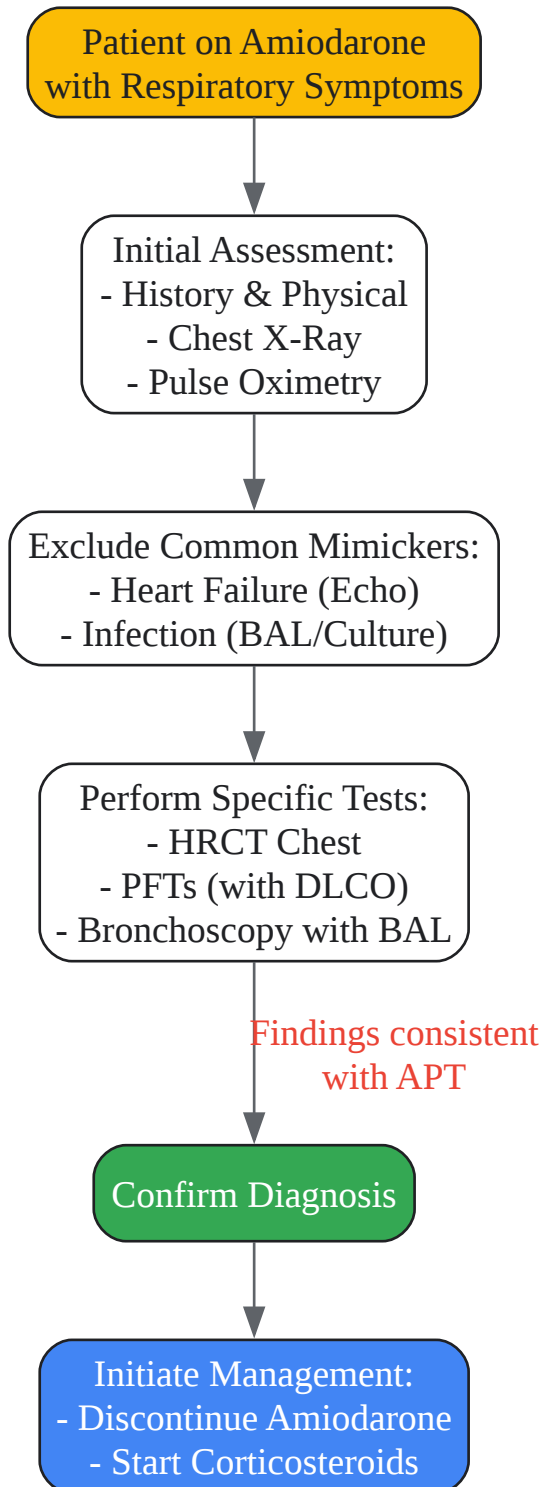 Patient on Amiodarone
with Respiratory Symptoms
Initial Assessment:
- History & Physical
- Chest X-Ray
- Pulse Oximetry
Exclude Common Mimickers:
- Heart Failure (Echo)
- Infection (BAL/Culture)
Perform Specific Tests:
- HRCT Chest
- PFTs (with DLCO)
- Bronchoscopy with BAL
Findings consistent
with APT
Confirm Diagnosis
Initiate Management:
- Discontinue Amiodarone
- Start Corticosteroids